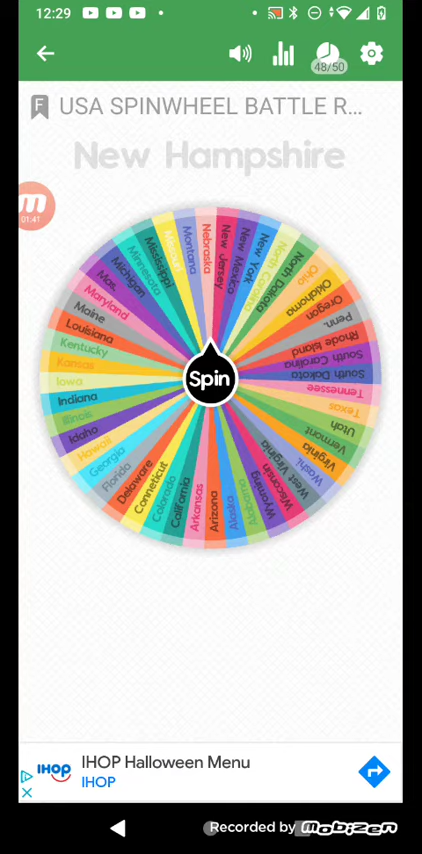 12:29
48/50
F USA SPINWHEEL BATTLE R...
New Hampshire
m
01:41
Nebraska
New Jersey
New Mexico
New York
North Carolina
North Dakota
Ohio
Oklahoma
Oregon
Penn.
Rhode Island
South Carolina
South Dakota
Tennessee
Texas
Utah
Vermont
Virginia
Washi
West Virginia
Wisconsin
Wyoming
Alabama
Alaska
Arizona
Arkansas
California
Colorado
Conneticut
Delaware
Florida
Georgia
Hawaii
Idaho
Illinois
Indiana
Iowa
Kansas
Kentucky
Louisiana
Maine
Maryland
Mas.
Michigan
Minnesota
Mississippi
Missouri
Montana
Spin
IHOP
IHOP Halloween Menu
IHOP
Recorded by Mobizen